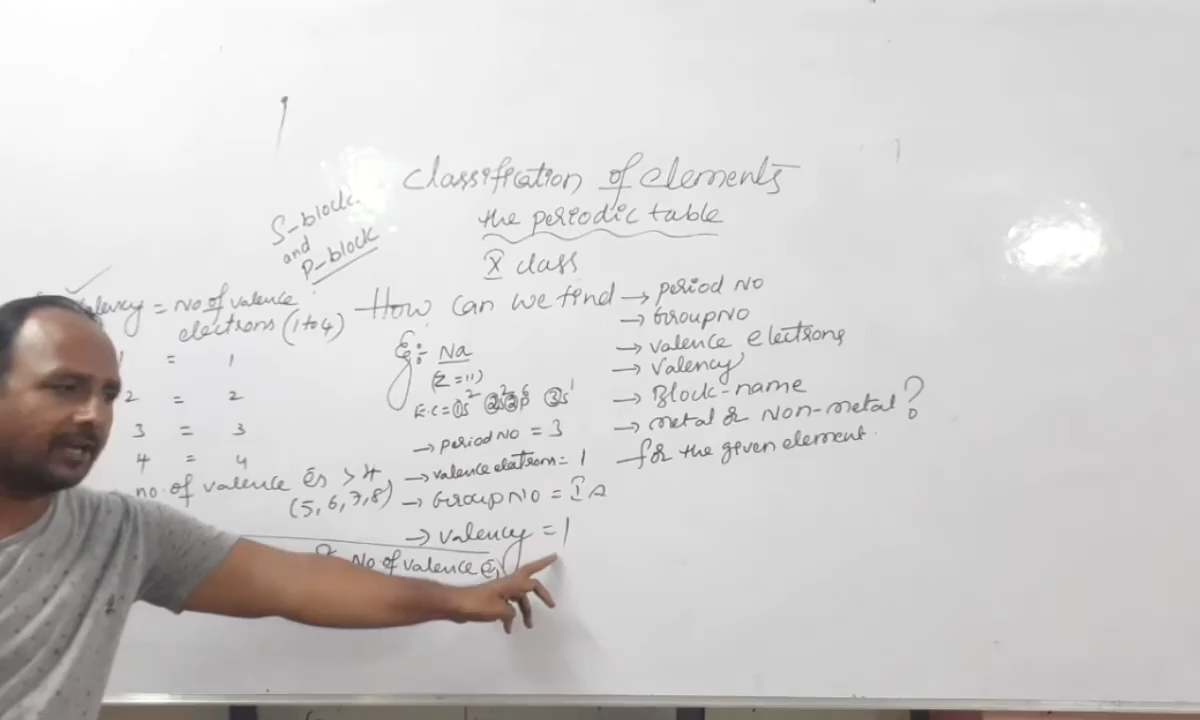 Classification of elements
the periodic table
X class
S-block
and
P-block
Valency = No of valence
electrons (1 to 4)
1 = 1
2 = 2
3 = 3
4 = 4
no. of valence es > 4
(5, 6, 7, 8)
No of valence e
How can we find → period No
→ Group No
→ valence electrons
→ Valency
→ Block-name
→ metal & Non-metal?
for the given element.
Eg:- Na
(Z = 11)
E.C = 1s² 2s² 2p⁶ 3s¹
→ period No = 3
→ valence electrons = 1
→ Group No = I A
→ valency = 1